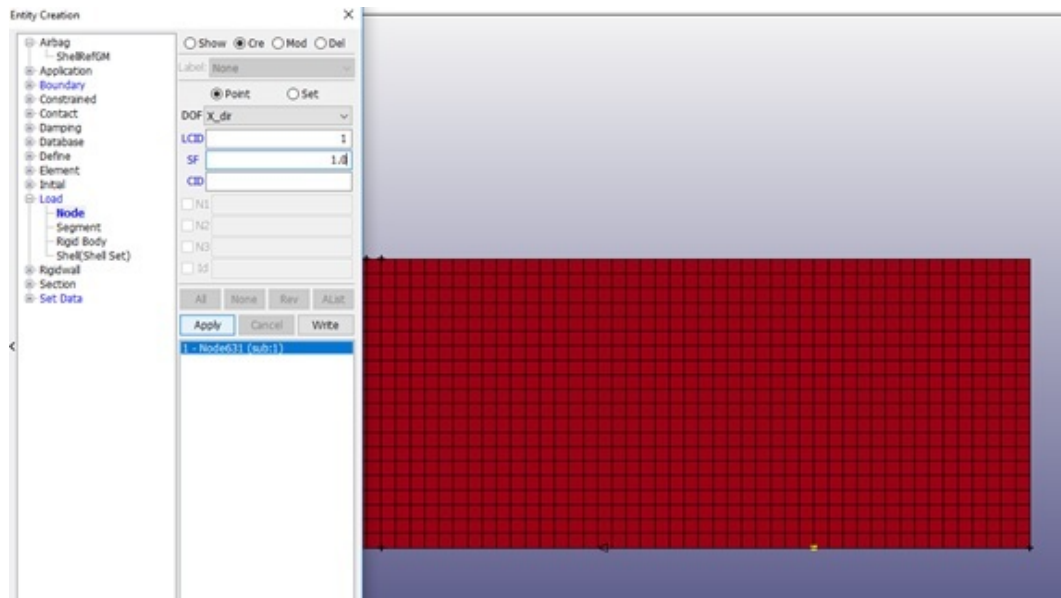 Entity Creation
Airbag
ShellRefGM
Application
Boundary
Constrained
Contact
Damping
Database
Define
Element
Initial
Load
Node
Segment
Rigid Body
Shell(Shell Set)
Rigidwall
Section
Set Data
Show Cre Mod Del
Label: None
Point Set
DOF X_dir
LCID 1
SF 1.0
CID
N1
N2
N3
Id
All None Rev AList
Apply Cancel Write
1 - Node631 (sub:1)